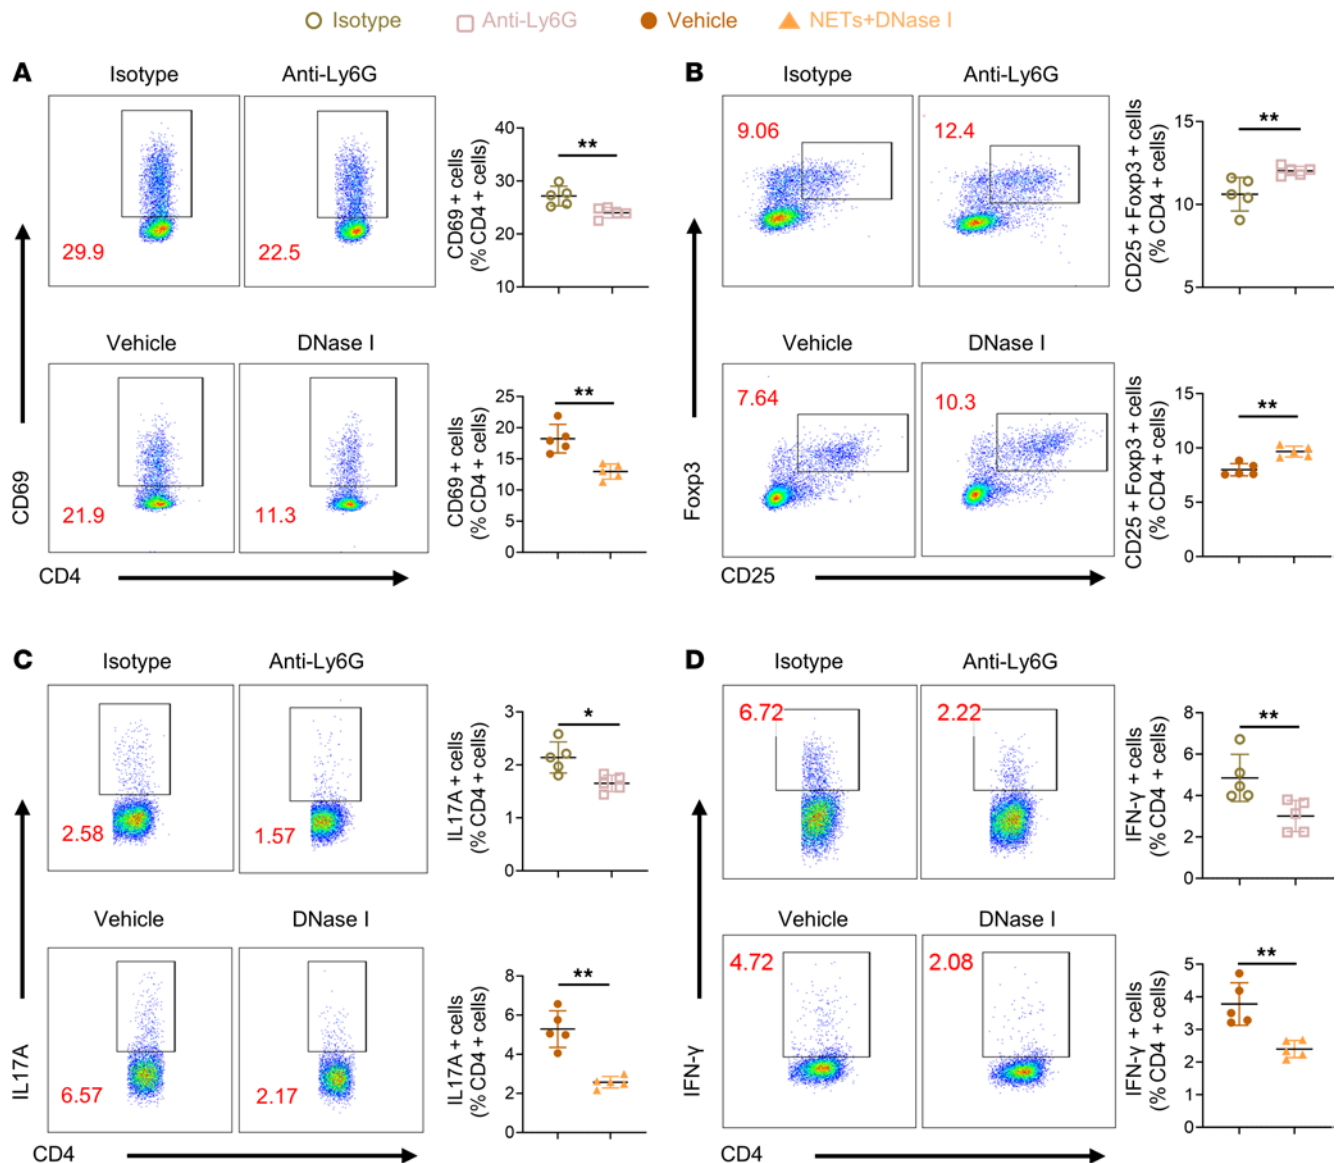 Isotype Anti-Ly6G Vehicle NETs+DNase I
A
Isotype Anti-Ly6G
29.9 22.5
40
30
20
10
CD69 + cells
(% CD4 + cells)
**
Vehicle DNase I
21.9 11.3
25
20
15
10
5
0
CD69 + cells
(% CD4 + cells)
**
CD69
CD4
B
Isotype Anti-Ly6G
9.06 12.4
15
10
5
CD25 + Foxp3 + cells
(% CD4 + cells)
**
Vehicle DNase I
7.64 10.3
15
10
5
0
CD25 + Foxp3 + cells
(% CD4 + cells)
**
Foxp3
CD25
C
Isotype Anti-Ly6G
2.58 1.57
3
2
1
0
IL17A + cells
(% CD4 + cells)
*
Vehicle DNase I
6.57 2.17
8
6
4
2
0
IL17A + cells
(% CD4 + cells)
**
IL17A
CD4
D
Isotype Anti-Ly6G
6.72 2.22
8
6
4
2
0
IFN-γ + cells
(% CD4 + cells)
**
Vehicle DNase I
4.72 2.08
5
4
3
2
1
0
IFN-γ + cells
(% CD4 + cells)
**
IFN-γ
CD4